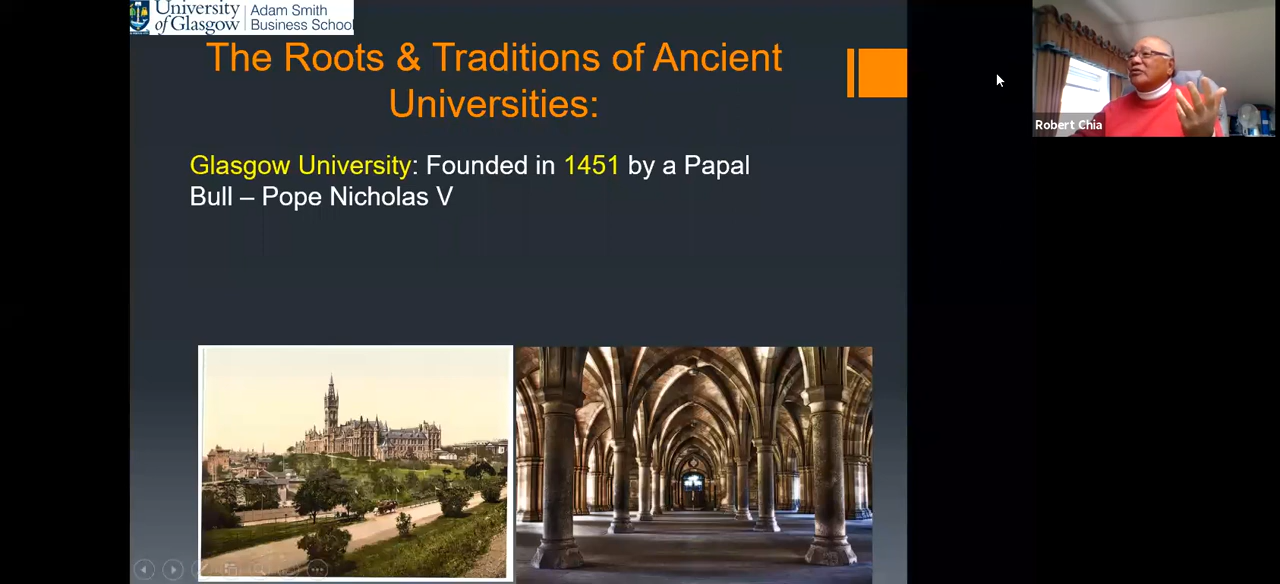 University
of Glasgow
Adam Smith
Business School
The Roots & Traditions of Ancient
Universities:
Glasgow University: Founded in 1451 by a Papal
Bull – Pope Nicholas V
Robert Chia